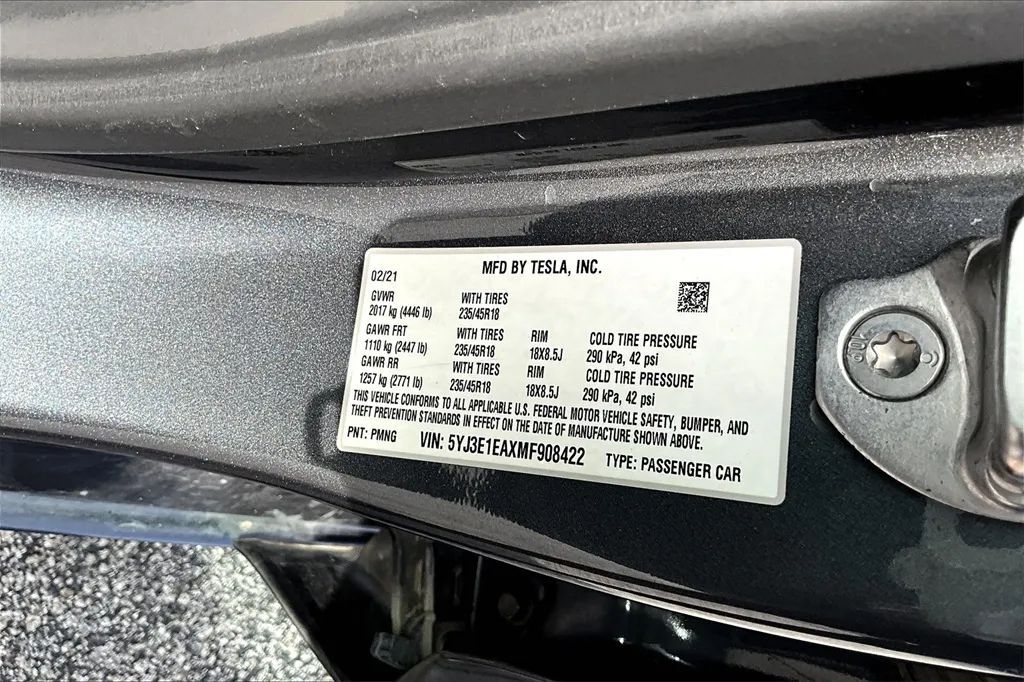 MFD BY TESLA, INC.
02/21
GVWR WITH TIRES
2017 kg (4446 lb) 235/45R18
GAWR FRT WITH TIRES RIM COLD TIRE PRESSURE
1110 kg (2447 lb) 235/45R18 18X8.5J 290 kPa, 42 psi
GAWR RR WITH TIRES RIM COLD TIRE PRESSURE
1257 kg (2771 lb) 235/45R18 18X8.5J 290 kPa, 42 psi
THIS VEHICLE CONFORMS TO ALL APPLICABLE U.S. FEDERAL MOTOR VEHICLE SAFETY, BUMPER, AND
THEFT PREVENTION STANDARDS IN EFFECT ON THE DATE OF MANUFACTURE SHOWN ABOVE.
PNT: PMNG VIN: 5YJ3E1EAXMF908422 TYPE: PASSENGER CAR